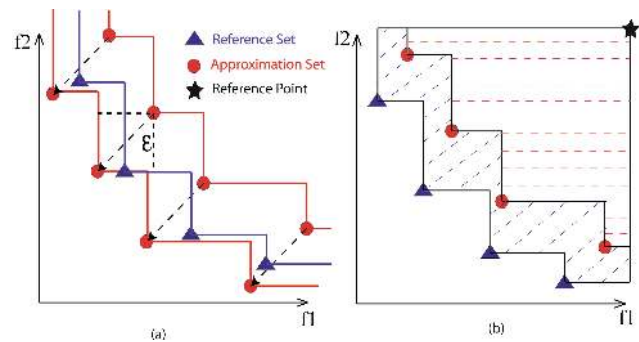 f2
Reference Set
Approximation Set
Reference Point
ε
f1
(a)
f2
f1
(b)